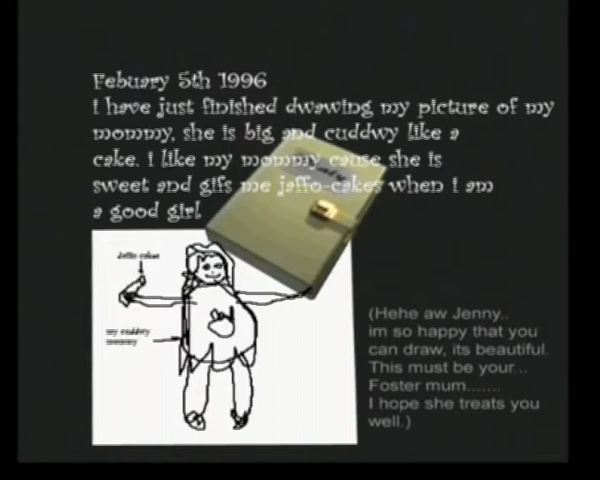 Febuary 5th 1996
i have just finished dwawing my picture of my
mommy, she is big and cuddwy like a
cake. i like my mommy cause she is
sweet and gifs me jaffo-cakes when i am
a good girl
Diary
Jaffo cakes
my cuddwy
mommy
(Hehe aw Jenny..
im so happy that you
can draw, its beautiful.
This must be your...
Foster mum.......
I hope she treats you
well.)